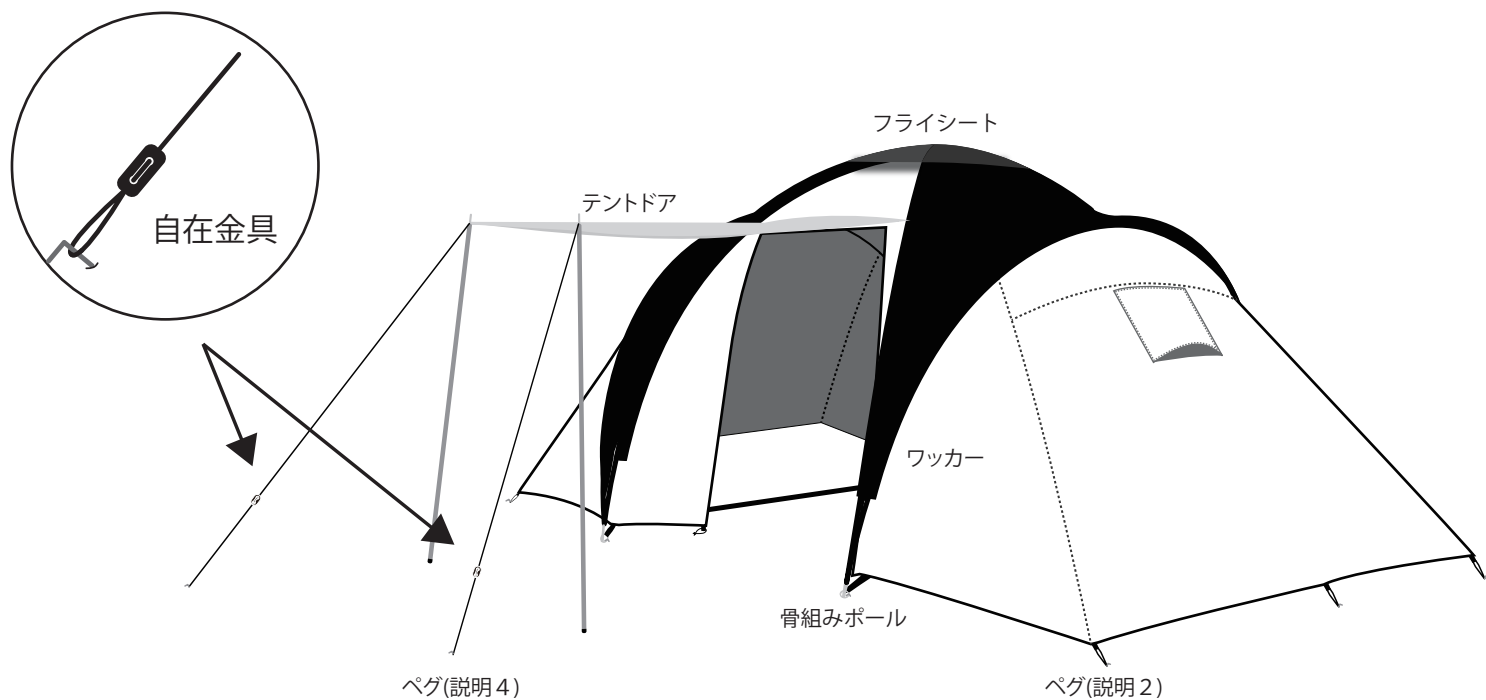 フライシート
テントドア
自在金具
ワッカー
骨組みポール
ペグ(説明4)
ペグ(説明2)